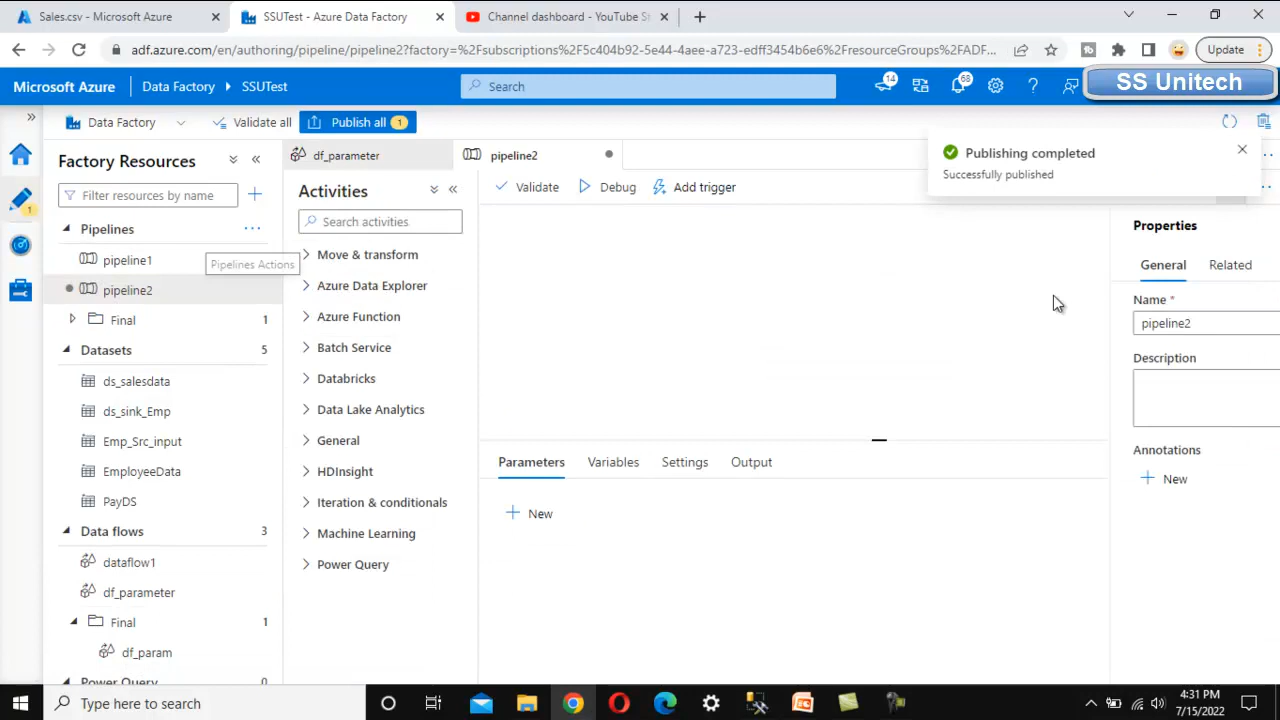 Sales.csv - Microsoft Azure
SSUTest - Azure Data Factory
Channel dashboard - YouTube St
adf.azure.com/en/authoring/pipeline/pipeline2?factory=%2Fsubscriptions%2F5c404b92-5e44-4aee-a723-edff3454b6e6%2FresourceGroups%2FADF...
Update
Microsoft Azure
Data Factory
SSUTest
Search
14
68
SS Unitech
Data Factory
Validate all
Publish all
1
Factory Resources
Filter resources by name
Pipelines
pipeline1
Pipelines Actions
pipeline2
Final
1
Datasets
5
ds_salesdata
ds_sink_Emp
Emp_Src_input
EmployeeData
PayDS
Data flows
3
dataflow1
df_parameter
Final
1
df_param
Power Query
0
1
df_parameter
pipeline2
Activities
Search activities
Move & transform
Azure Data Explorer
Azure Function
Batch Service
Databricks
Data Lake Analytics
General
HDInsight
Iteration & conditionals
Machine Learning
Power Query
Validate
Debug
Add trigger
Publishing completed
Successfully published
Parameters
Variables
Settings
Output
New
Properties
General
Related
Name *
pipeline2
Description
Annotations
New
Type here to search
4:31 PM
7/15/2022